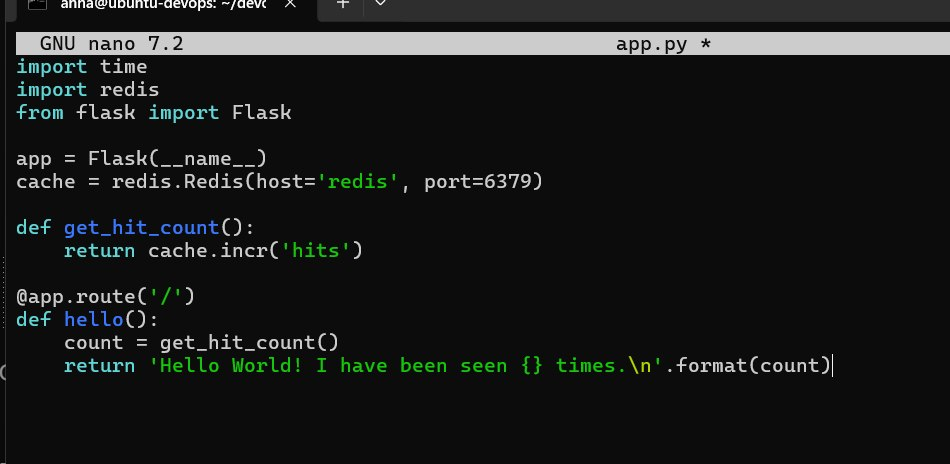 anna@ubuntu-devops: ~/devo
GNU nano 7.2 app.py *
import time
import redis
from flask import Flask
app = Flask(__name__)
cache = redis.Redis(host='redis', port=6379)
def get_hit_count():
    return cache.incr('hits')
@app.route('/')
def hello():
    count = get_hit_count()
    return 'Hello World! I have been seen {} times.\n'.format(count)